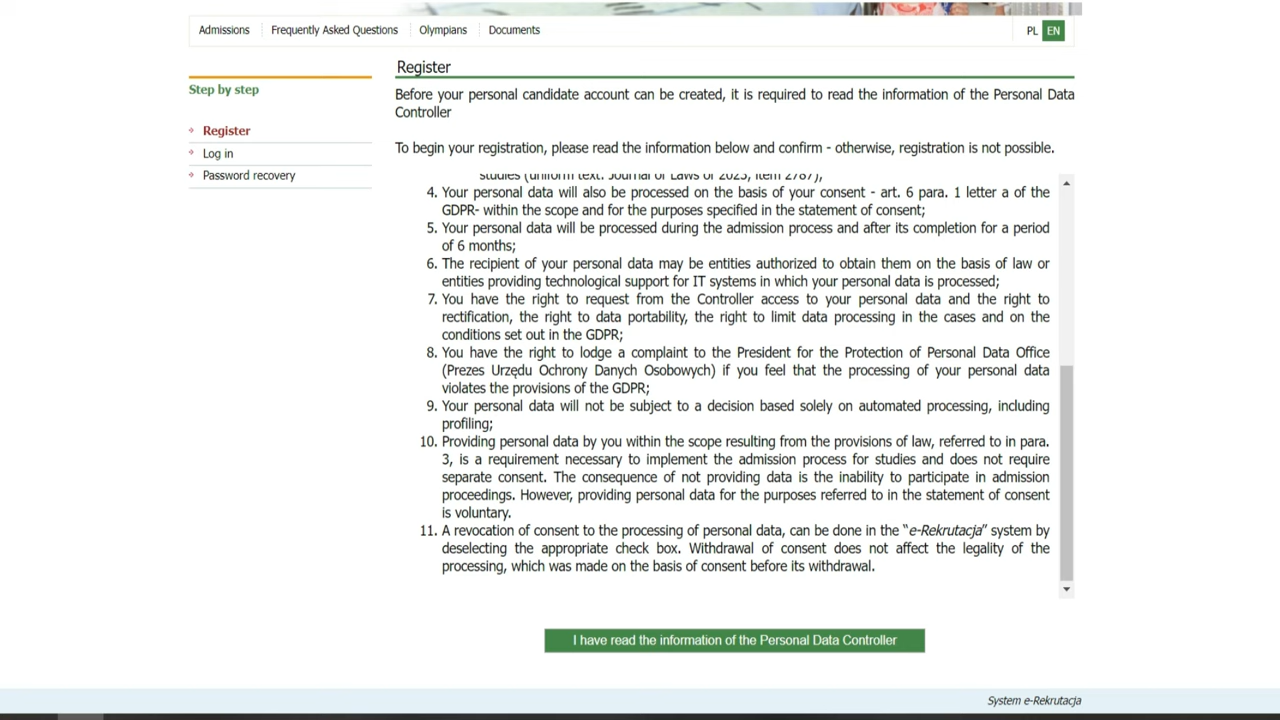 Admissions
Frequently Asked Questions
Olympians
Documents
PL
EN
Step by step
Register
Log in
Password recovery
Register
Before your personal candidate account can be created, it is required to read the information of the Personal Data
Controller
To begin your registration, please read the information below and confirm - otherwise, registration is not possible.
studies (uniform text: Journal of Laws of 2023, item 2787),
4. Your personal data will also be processed on the basis of your consent - art. 6 para. 1 letter a of the
GDPR- within the scope and for the purposes specified in the statement of consent;
5. Your personal data will be processed during the admission process and after its completion for a period
of 6 months;
6. The recipient of your personal data may be entities authorized to obtain them on the basis of law or
entities providing technological support for IT systems in which your personal data is processed;
7. You have the right to request from the Controller access to your personal data and the right to
rectification, the right to data portability, the right to limit data processing in the cases and on the
conditions set out in the GDPR;
8. You have the right to lodge a complaint to the President for the Protection of Personal Data Office
(Prezes Urzędu Ochrony Danych Osobowych) if you feel that the processing of your personal data
violates the provisions of the GDPR;
9. Your personal data will not be subject to a decision based solely on automated processing, including
profiling;
10. Providing personal data by you within the scope resulting from the provisions of law, referred to in para.
3, is a requirement necessary to implement the admission process for studies and does not require
separate consent. The consequence of not providing data is the inability to participate in admission
proceedings. However, providing personal data for the purposes referred to in the statement of consent
is voluntary.
11. A revocation of consent to the processing of personal data, can be done in the “e-Rekrutacja” system by
deselecting the appropriate check box. Withdrawal of consent does not affect the legality of the
processing, which was made on the basis of consent before its withdrawal.
I have read the information of the Personal Data Controller
System e-Rekrutacja